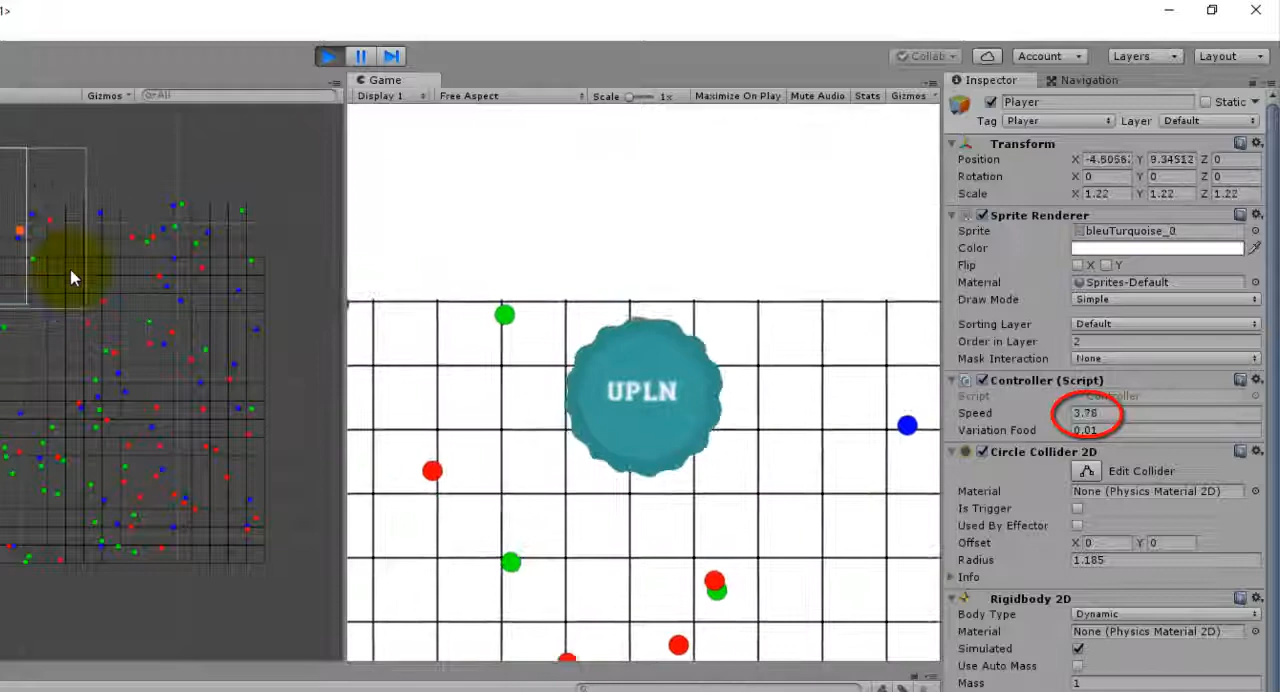 Collab Account Layers Layout
Game
Gizmos All
Display 1 Free Aspect Scale 1x Maximize On Play Mute Audio Stats Gizmos
UPLN
Inspector Navigation
Player Static
Tag Player Layer Default
Transform
Position X Y 9.34512 Z 0
Rotation X 0 Y 0 Z 0
Scale X 1.22 Y 1.22 Z 1.22
Sprite Renderer
Sprite bleuTurquoise_0
Color
Flip X Y
Material Sprites-Default
Draw Mode Simple
Sorting Layer Default
Order in Layer 2
Mask Interaction None
Controller (Script)
Script Controller
Speed 3.78
Variation Food 0.01
Circle Collider 2D
Edit Collider
Material None (Physics Material 2D)
Is Trigger
Used By Effector
Offset X 0 Y 0
Radius 1.185
Info
Rigidbody 2D
Body Type Dynamic
Material None (Physics Material 2D)
Simulated
Use Auto Mass
Mass 1